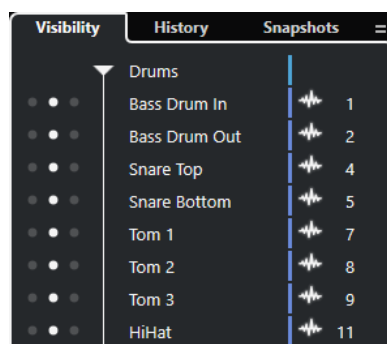 Visibility History Snapshots
Drums
Bass Drum In 1
Bass Drum Out 2
Snare Top 4
Snare Bottom 5
Tom 1 7
Tom 2 8
Tom 3 9
HiHat 11